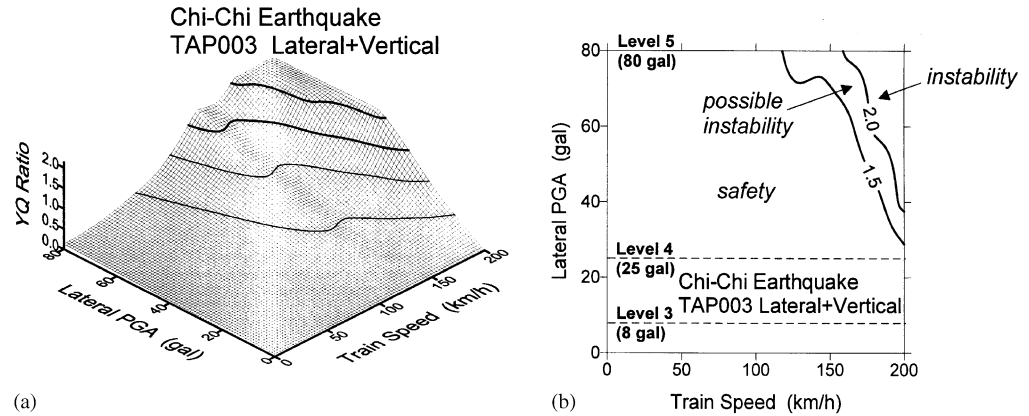 Chi-Chi Earthquake
TAP003 Lateral+Vertical
YQ Ratio
2.0
1.5
1.0
0.5
0.0
80
60
40
20
0
Lateral PGA (gal)
0
50
100
150
200
Train Speed (km/h)
(a)
80
60
40
20
0
Lateral PGA (gal)
Level 5
(80 gal)
possible
instability
instability
2.0
1.5
safety
Level 4
(25 gal)
Chi-Chi Earthquake
TAP003 Lateral+Vertical
Level 3
(8 gal)
0
50
100
150
200
Train Speed (km/h)
(b)